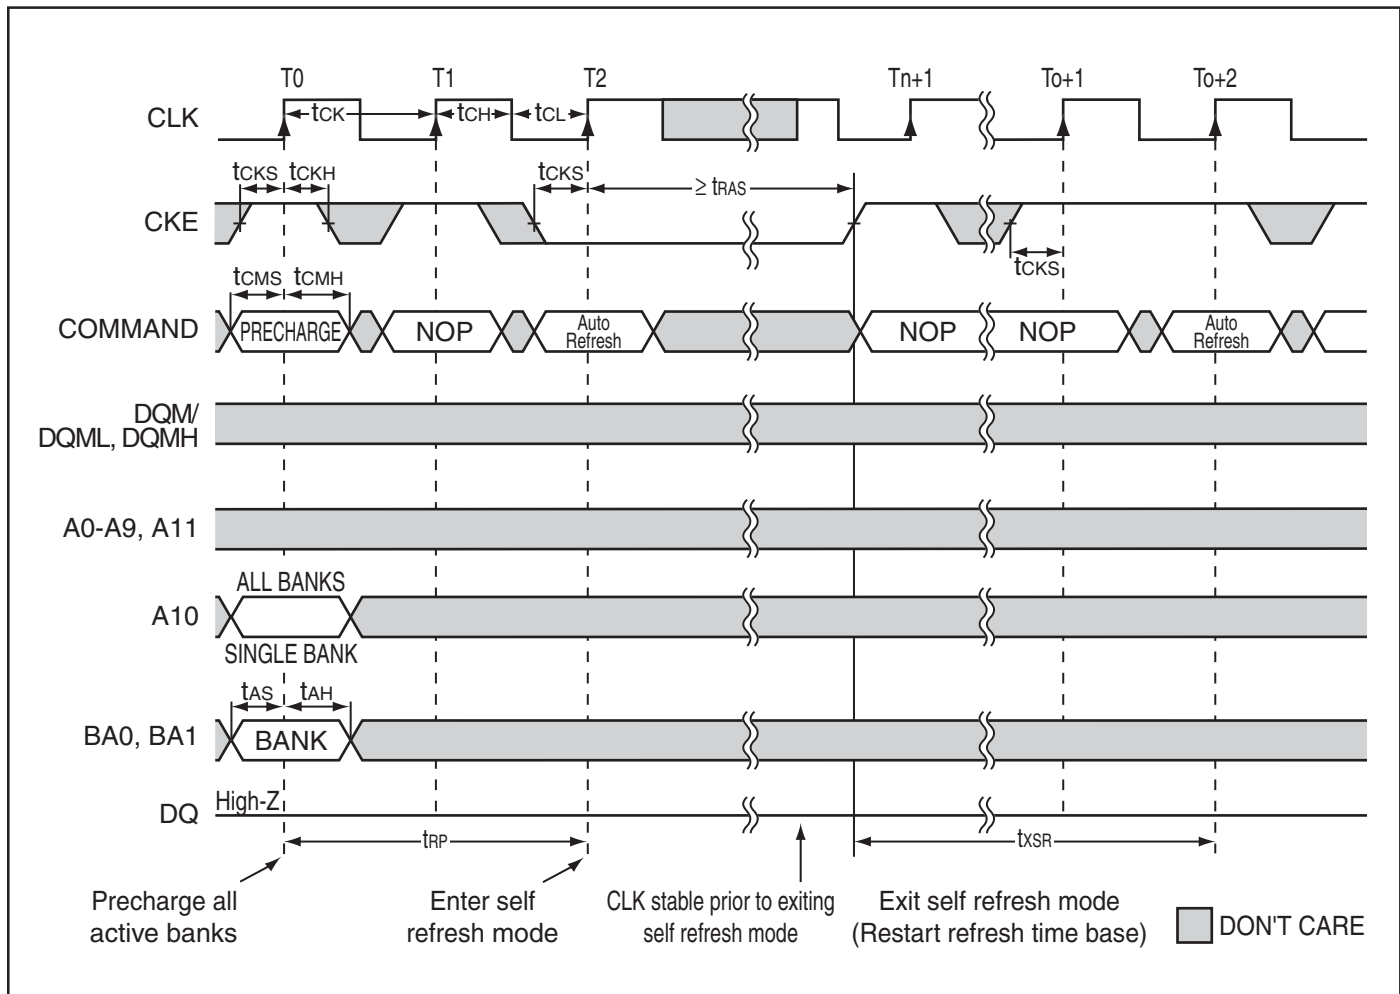 T0 T1 T2 Tn+1 To+1 To+2
CLK tCK tCH tCL
tCKS tCKH tCKS ≥ tRAS
CKE
tCKS
tCMS tCMH
COMMAND PRECHARGE NOP Auto Refresh NOP NOP Auto Refresh
DQM/
DQML, DQMH
A0-A9, A11
ALL BANKS
A10
SINGLE BANK
tAS tAH
BA0, BA1 BANK
High-Z
DQ
tRP tXSR
Precharge all
active banks
Enter self
refresh mode
CLK stable prior to exiting
self refresh mode
Exit self refresh mode
(Restart refresh time base)
DON'T CARE